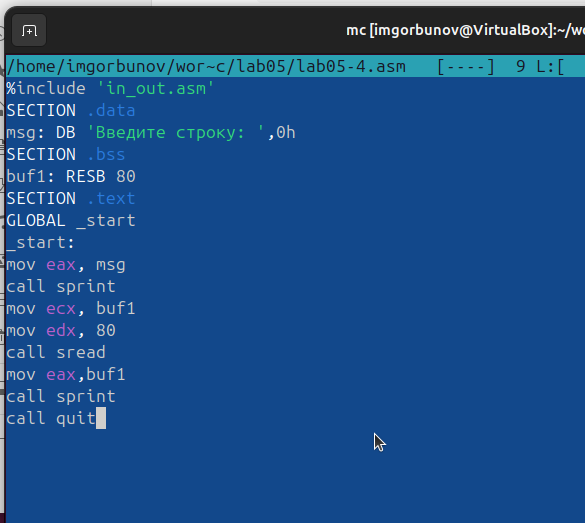 mc [imgorbunov@VirtualBox]:~/wo
/home/imgorbunov/wor~c/lab05/lab05-4.asm [----] 9 L:[
%include 'in_out.asm'
SECTION .data
msg: DB 'Введите строку: ',0h
SECTION .bss
buf1: RESB 80
SECTION .text
GLOBAL _start
_start:
mov eax, msg
call sprint
mov ecx, buf1
mov edx, 80
call sread
mov eax,buf1
call sprint
call quit